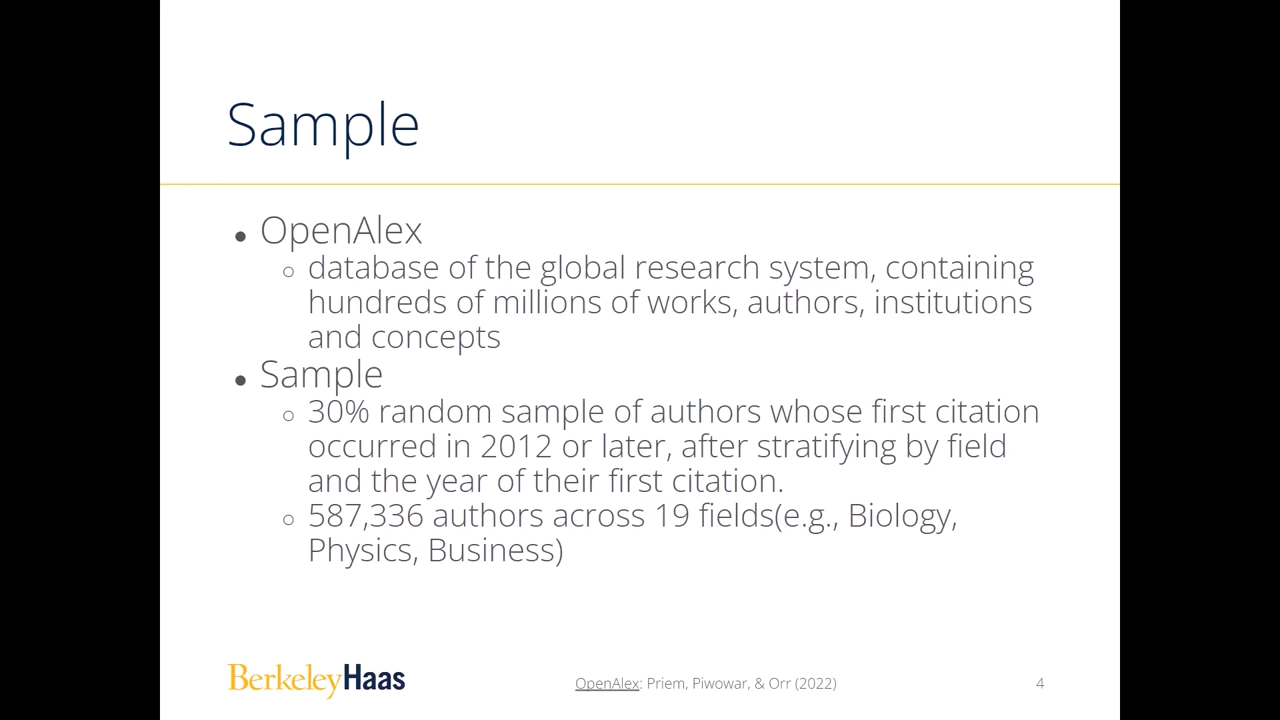 Sample
● OpenAlex
○ database of the global research system, containing
hundreds of millions of works, authors, institutions
and concepts
● Sample
○ 30% random sample of authors whose first citation
occurred in 2012 or later, after stratifying by field
and the year of their first citation.
○ 587,336 authors across 19 fields(e.g., Biology,
Physics, Business)
BerkeleyHaas
OpenAlex: Priem, Piwowar, & Orr (2022)
4